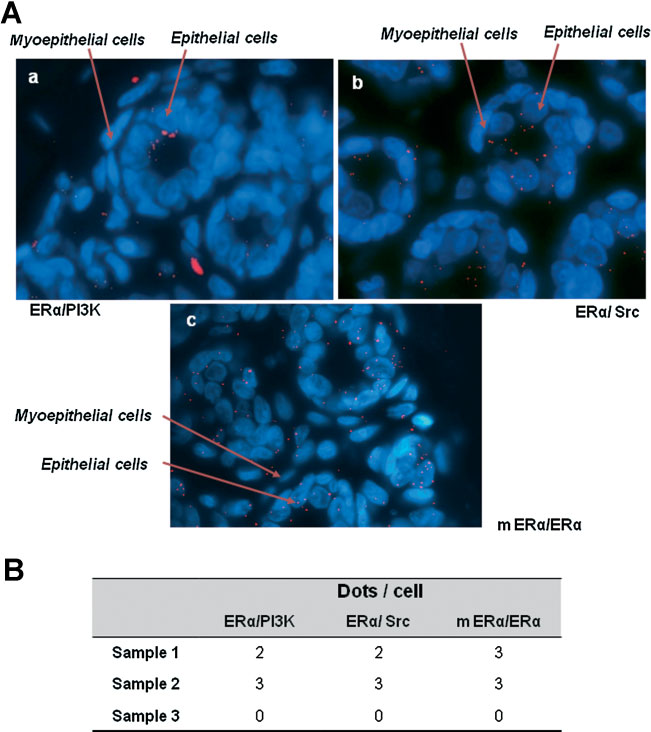 A
Myoepithelial cells Epithelial cells
a
ERα/PI3K
Myoepithelial cells Epithelial cells
b
ERα/ Src
c
Myoepithelial cells
Epithelial cells
m ERα/ERα
B
Dots / cell
ERα/PI3K ERα/ Src m ERα/ERα
Sample 1 2 2 3
Sample 2 3 3 3
Sample 3 0 0 0